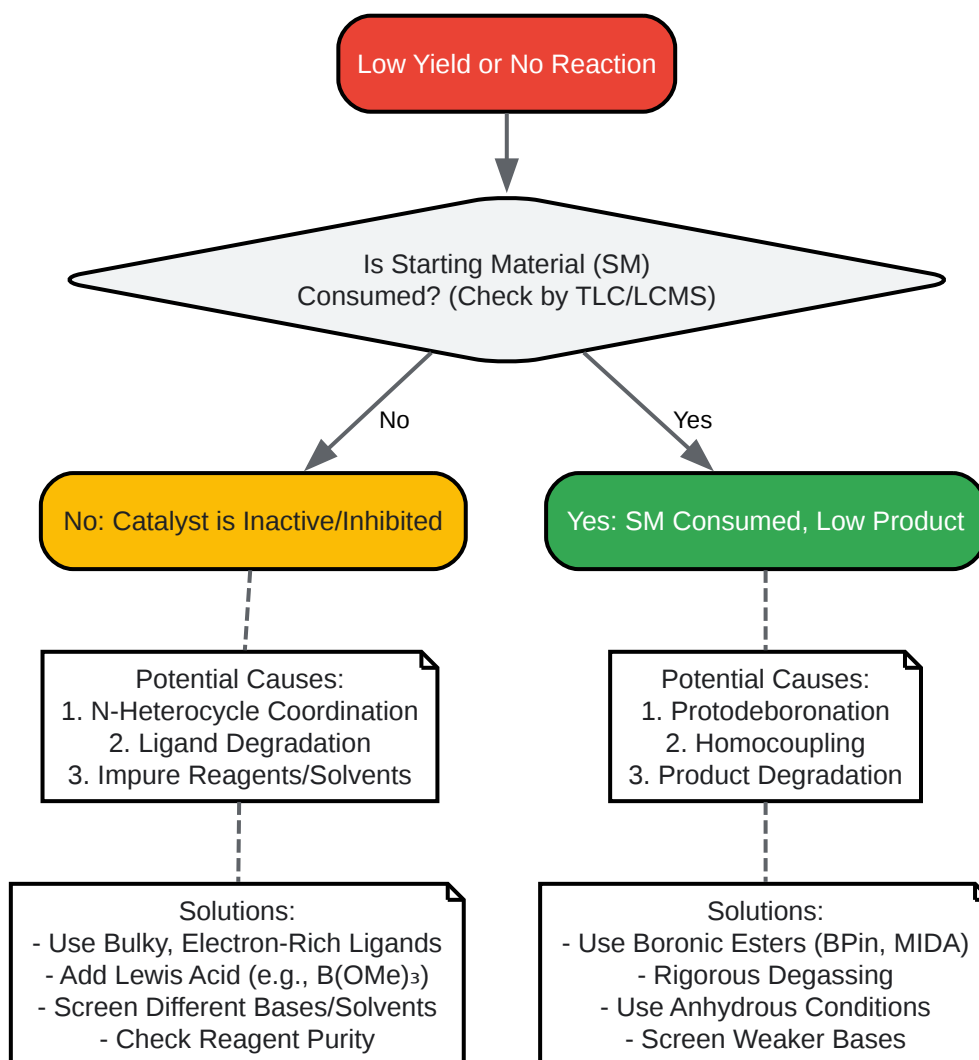 Low Yield or No Reaction
Is Starting Material (SM)
Consumed? (Check by TLC/LCMS)
No
Yes
No: Catalyst is Inactive/Inhibited
Yes: SM Consumed, Low Product
Potential Causes:
1. N-Heterocycle Coordination
2. Ligand Degradation
3. Impure Reagents/Solvents
Potential Causes:
1. Protodeboronation
2. Homocoupling
3. Product Degradation
Solutions:
- Use Bulky, Electron-Rich Ligands
- Add Lewis Acid (e.g., B(OMe)₃)
- Screen Different Bases/Solvents
- Check Reagent Purity
Solutions:
- Use Boronic Esters (BPin, MIDA)
- Rigorous Degassing
- Use Anhydrous Conditions
- Screen Weaker Bases